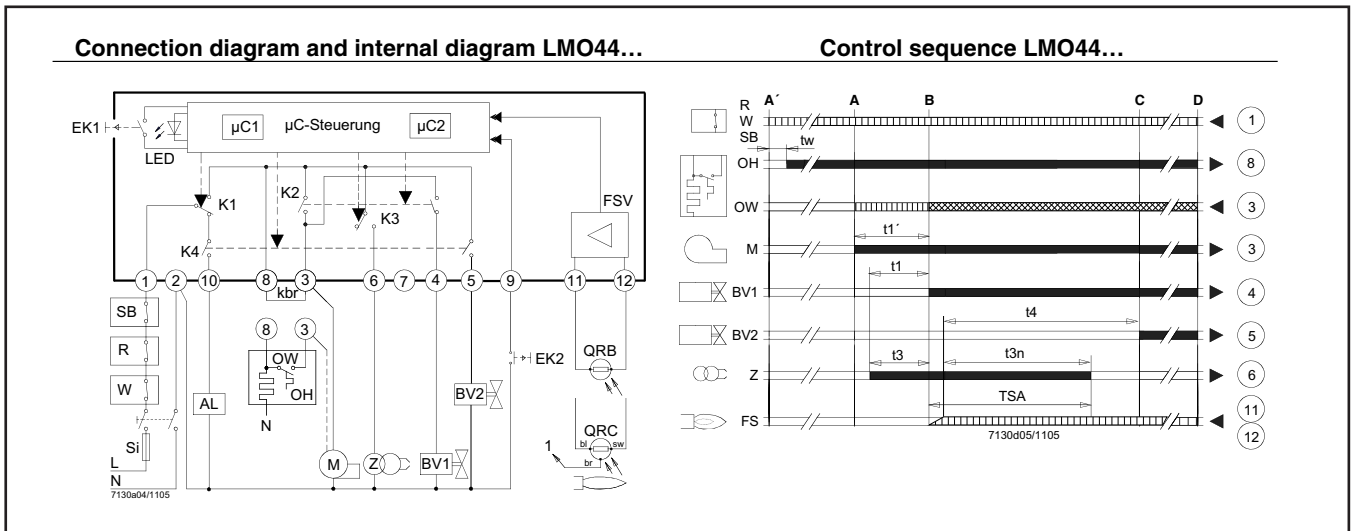 Connection diagram and internal diagram LMO44...
EK1
LED
µC1
µC-Steuerung
µC2
K1
K2
K3
K4
FSV
1 2 10 8 3 6 7 4 5 9 11 12
kbr
SB
R
W
Si
L
N
7130a04/1105
AL
8 3
OW
OH
N
M
Z
BV1
BV2
EK2
QRB
QRC
bl sw
br
1
Control sequence LMO44...
A´ A B C D
R
W
SB
1
tw
OH
8
OW
3
t1´
M
3
t1
BV1
4
t4
BV2
5
t3 t3n
Z
6
TSA
FS
11
12
7130d05/1105